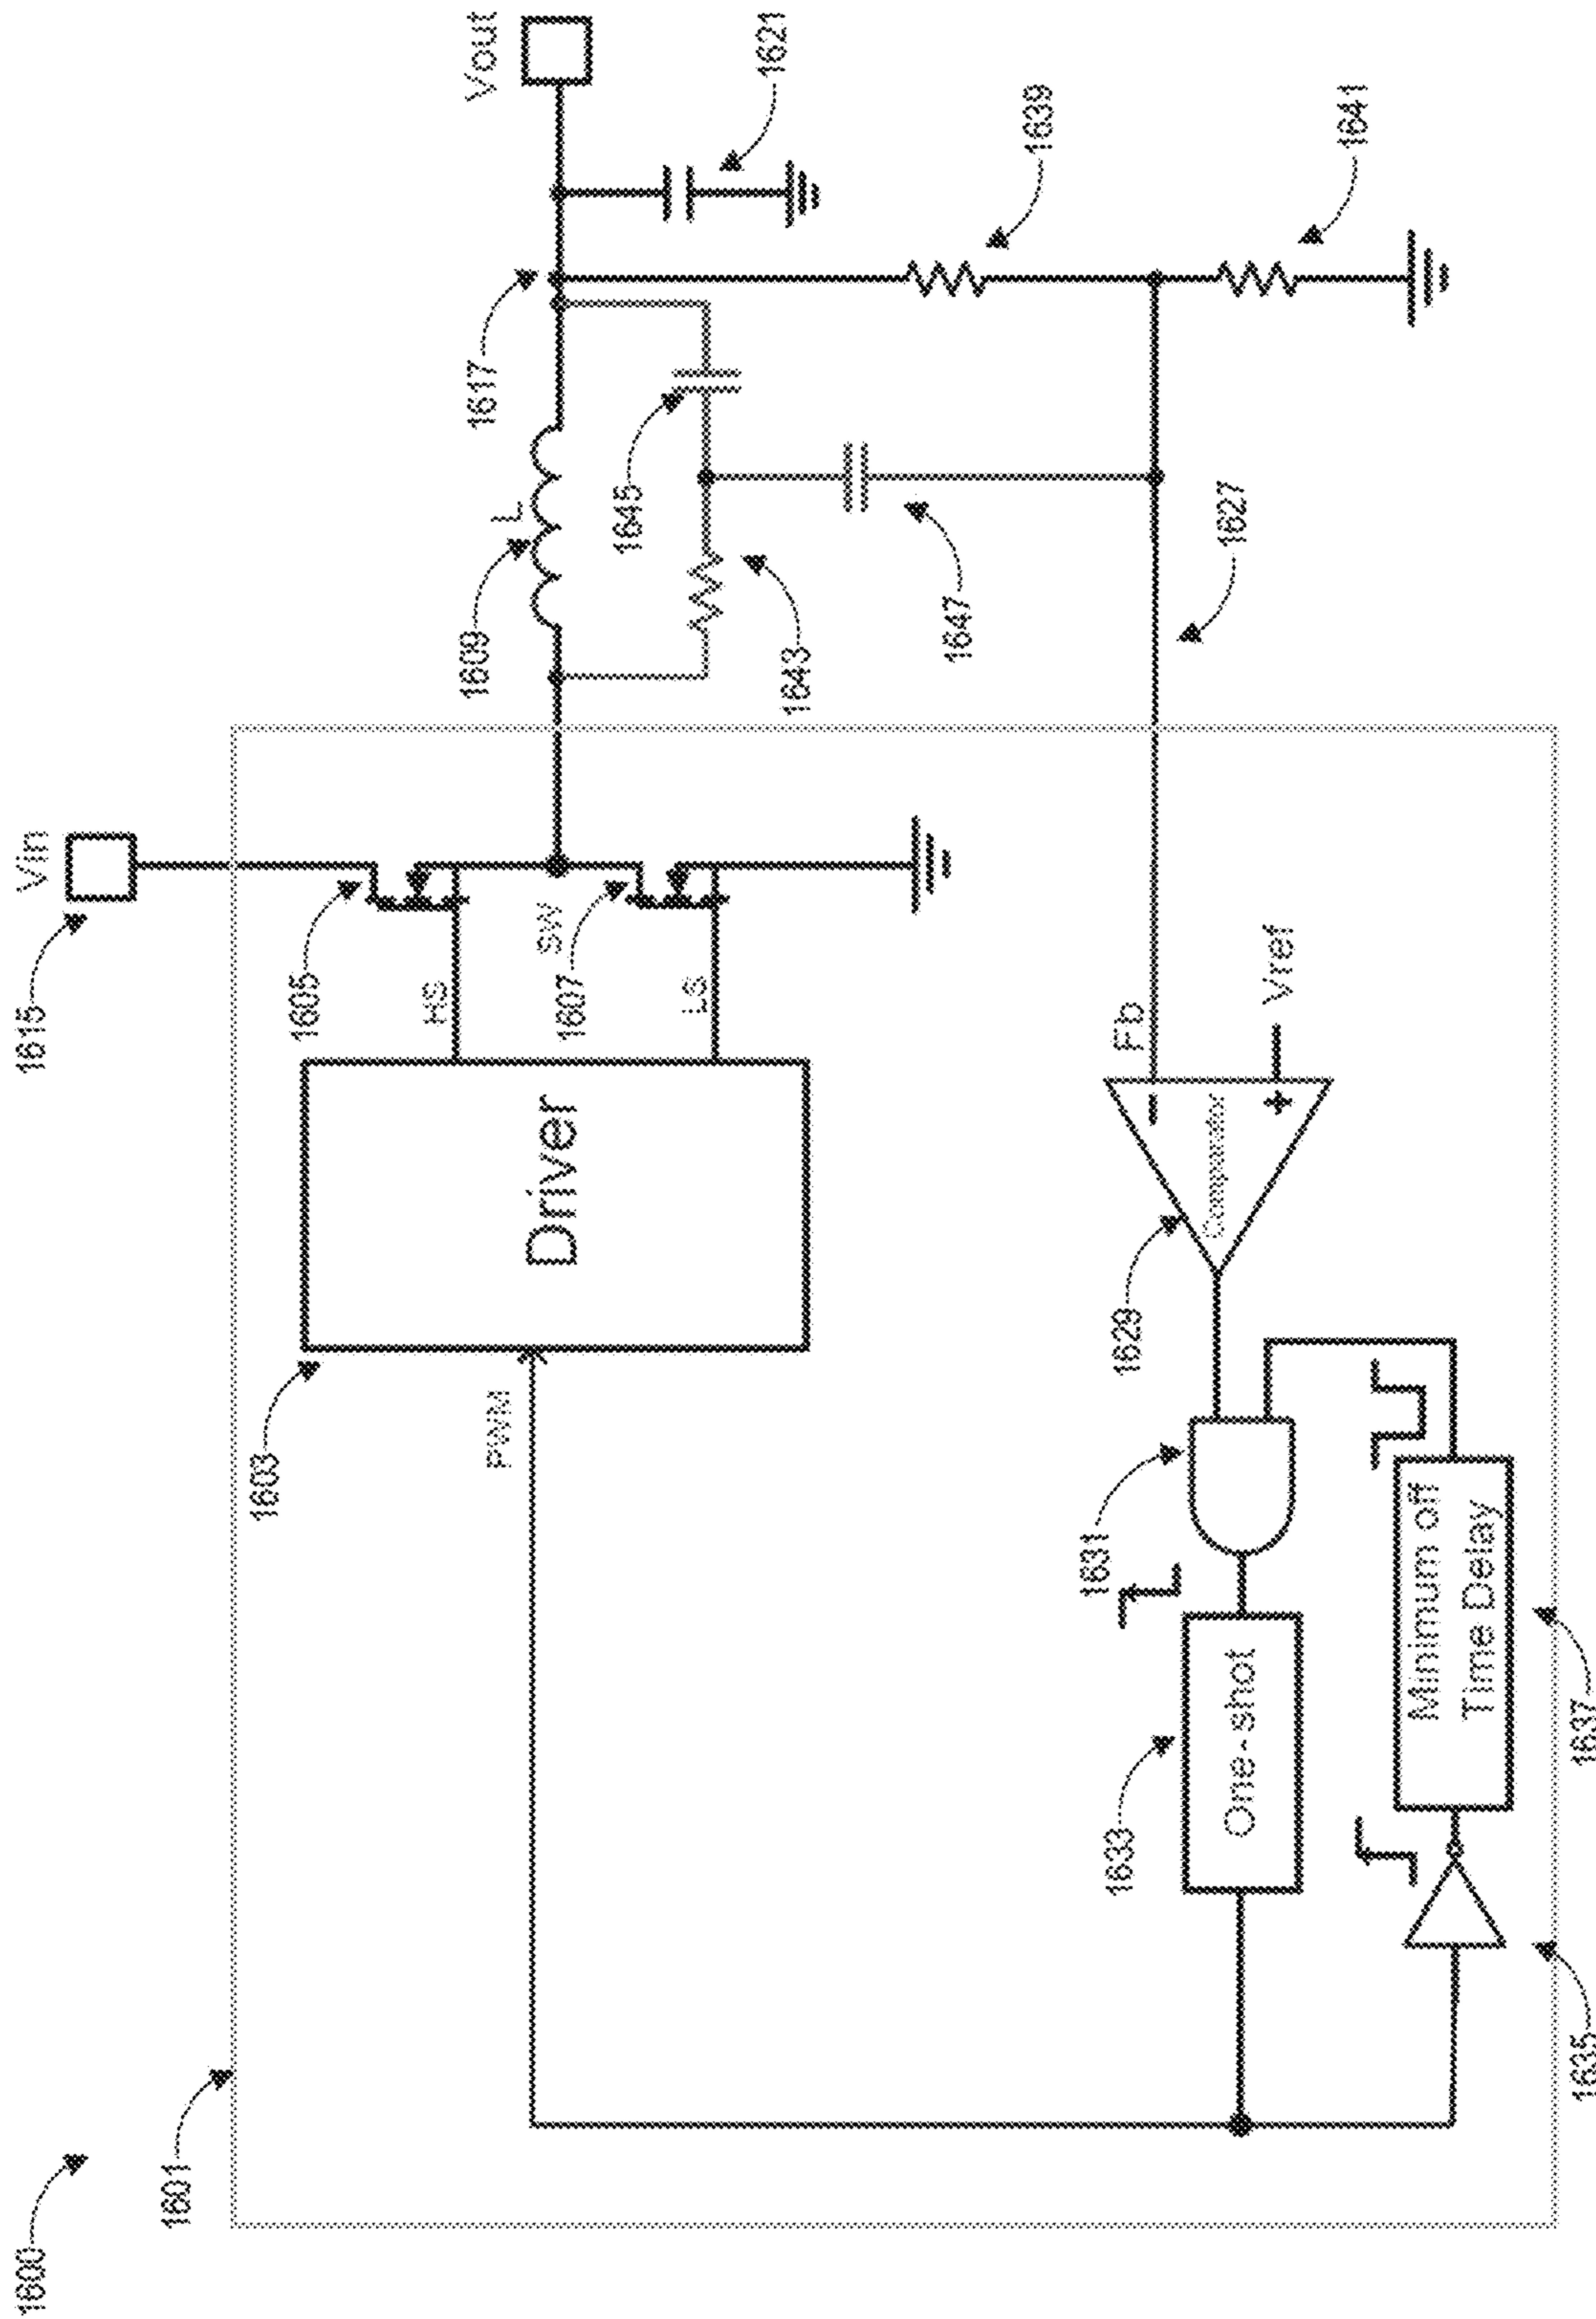 1600
1601
1615
Vin
1603
Driver
PWM
1605
HS
SW
1607
Ls
1609
L
1617
Vout
1621
1645
1643
1647
1639
1641
1627
Fb
Vref
Comparator
1629
1631
1633
One-shot
Minimum off
Time Delay
1637
1635